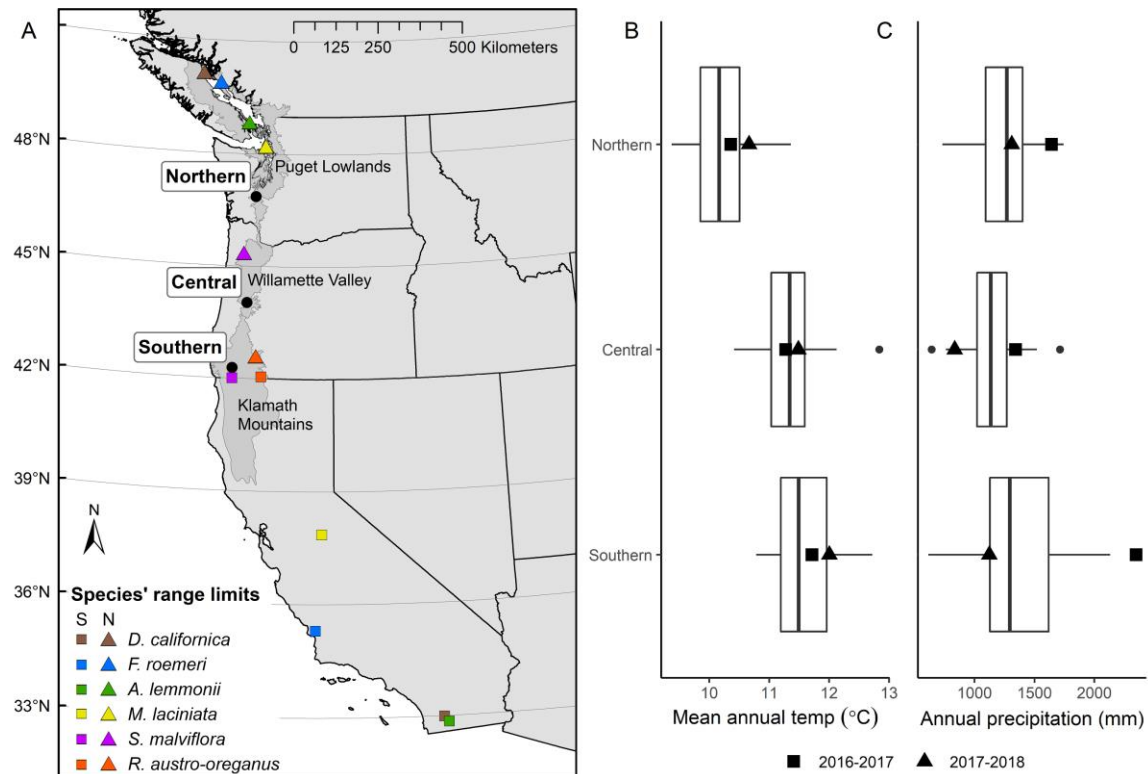 A
0 125 250 500 Kilometers
48°N
45°N
42°N
39°N
36°N
33°N
Puget Lowlands
Northern
Central
Willamette Valley
Southern
Klamath
Mountains
N
Species' range limits
S N
D. californica
F. roemeri
A. lemmonii
M. laciniata
S. malviflora
R. austro-oreganus
B
Northern
Central
Southern
10 11 12 13
Mean annual temp (°C)
C
1000 1500 2000
Annual precipitation (mm)
2016-2017 2017-2018